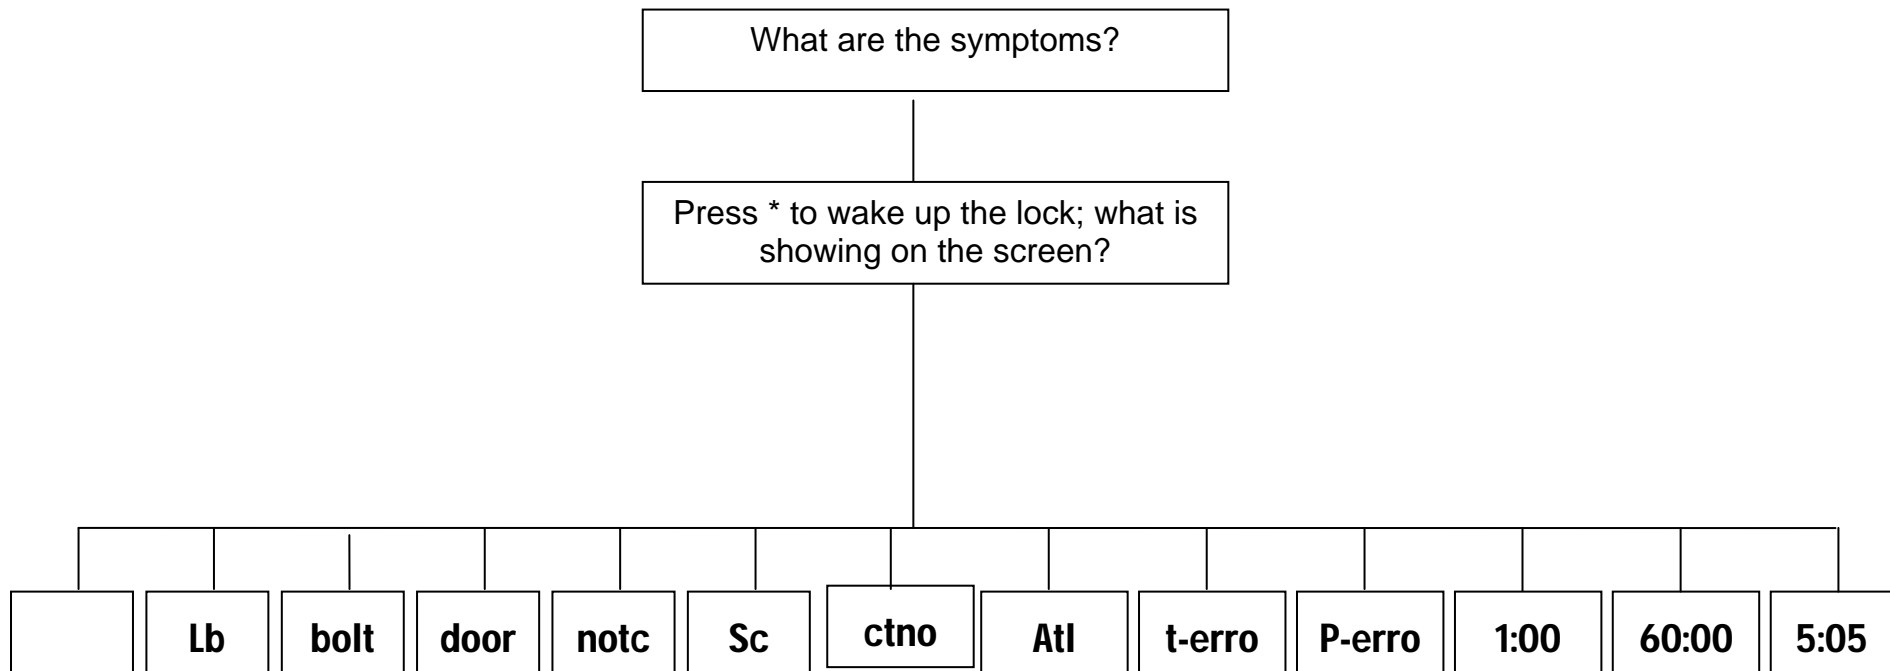 What are the symptoms?
Press * to wake up the lock; what is
showing on the screen?
Lb bolt door notc Sc ctno Atl t-erro P-erro 1:00 60:00 5:05